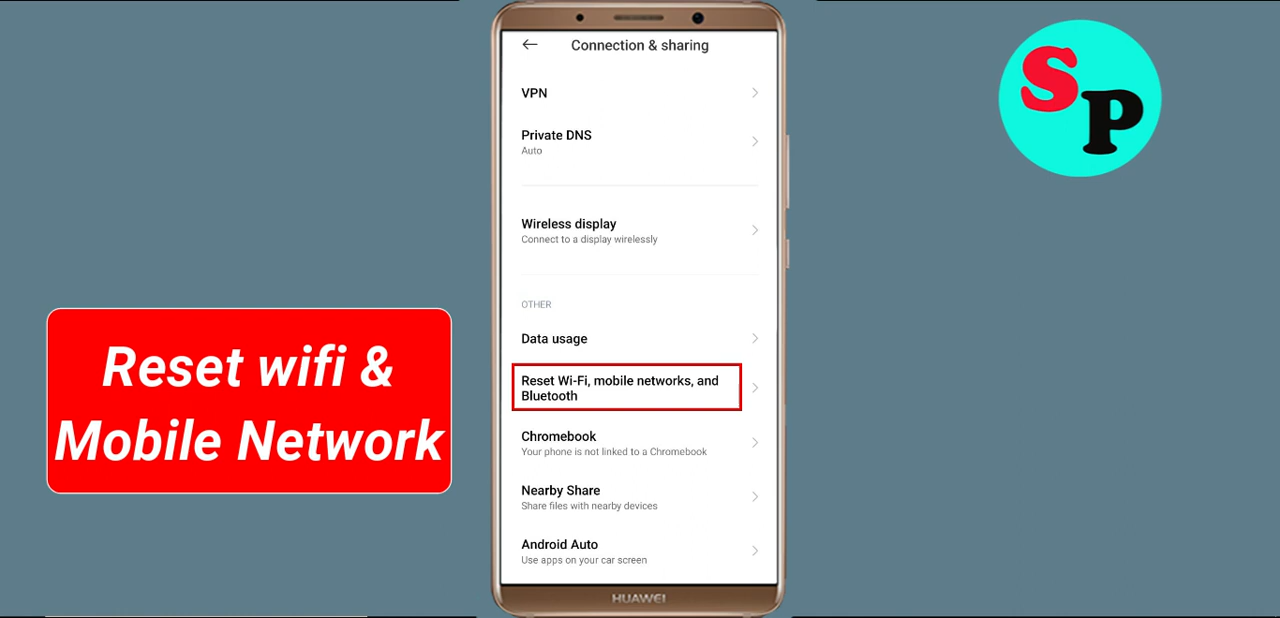 Connection & sharing
VPN
Private DNS
Auto
Wireless display
Connect to a display wirelessly
OTHER
Data usage
Reset Wi-Fi, mobile networks, and
Bluetooth
Chromebook
Your phone is not linked to a Chromebook
Nearby Share
Share files with nearby devices
Android Auto
Use apps on your car screen
HUAWEI
Reset wifi &
Mobile Network
SP